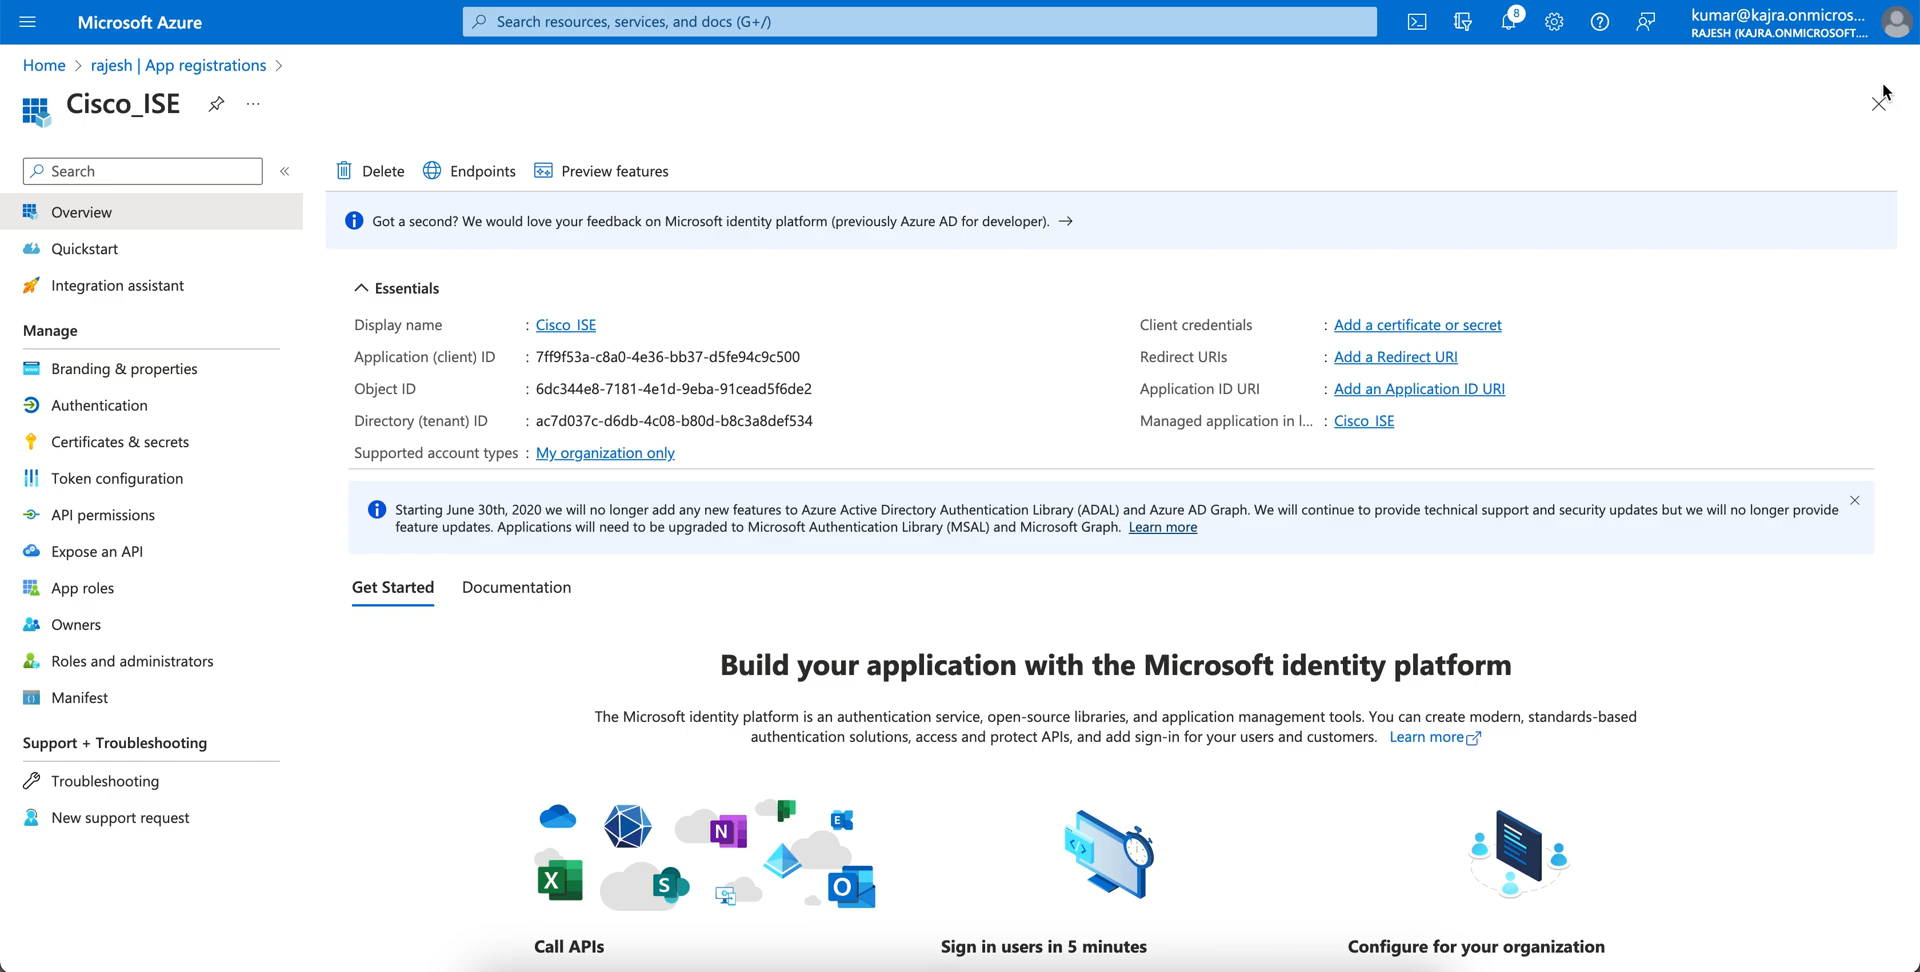 Microsoft Azure
Search resources, services, and docs (G+/)
8
kumar@kajra.onmicros...
RAJESH (KAJRA.ONMICROSOFT....
Home > rajesh | App registrations >
Cisco_ISE
Search
«
Delete
Endpoints
Preview features
Overview
Quickstart
Integration assistant
Manage
Branding & properties
Authentication
Certificates & secrets
Token configuration
API permissions
Expose an API
App roles
Owners
Roles and administrators
Manifest
Support + Troubleshooting
Troubleshooting
New support request
Got a second? We would love your feedback on Microsoft identity platform (previously Azure AD for developer). →
Essentials
Display name : Cisco_ISE
Application (client) ID : 7ff9f53a-c8a0-4e36-bb37-d5fe94c9c500
Object ID : 6dc344e8-7181-4e1d-9eba-91cead5f6de2
Directory (tenant) ID : ac7d037c-d6db-4c08-b80d-b8c3a8def534
Supported account types : My organization only
Client credentials : Add a certificate or secret
Redirect URIs : Add a Redirect URI
Application ID URI : Add an Application ID URI
Managed application in l... : Cisco_ISE
Starting June 30th, 2020 we will no longer add any new features to Azure Active Directory Authentication Library (ADAL) and Azure AD Graph. We will continue to provide technical support and security updates but we will no longer provide
feature updates. Applications will need to be upgraded to Microsoft Authentication Library (MSAL) and Microsoft Graph. Learn more
Get Started
Documentation
Build your application with the Microsoft identity platform
The Microsoft identity platform is an authentication service, open-source libraries, and application management tools. You can create modern, standards-based
authentication solutions, access and protect APIs, and add sign-in for your users and customers. Learn more
N
E
X
S
O
Call APIs
Sign in users in 5 minutes
Configure for your organization